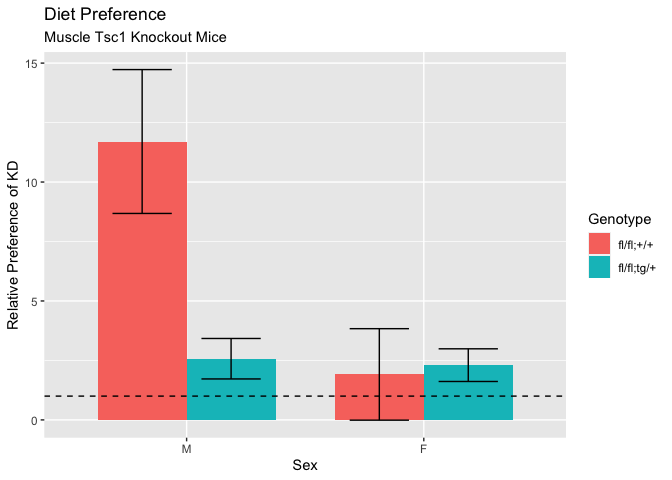 Diet Preference
Muscle Tsc1 Knockout Mice
15
10
5
0
Relative Preference of KD
M
F
Sex
Genotype
fl/fl;+/+
fl/fl;tg/+